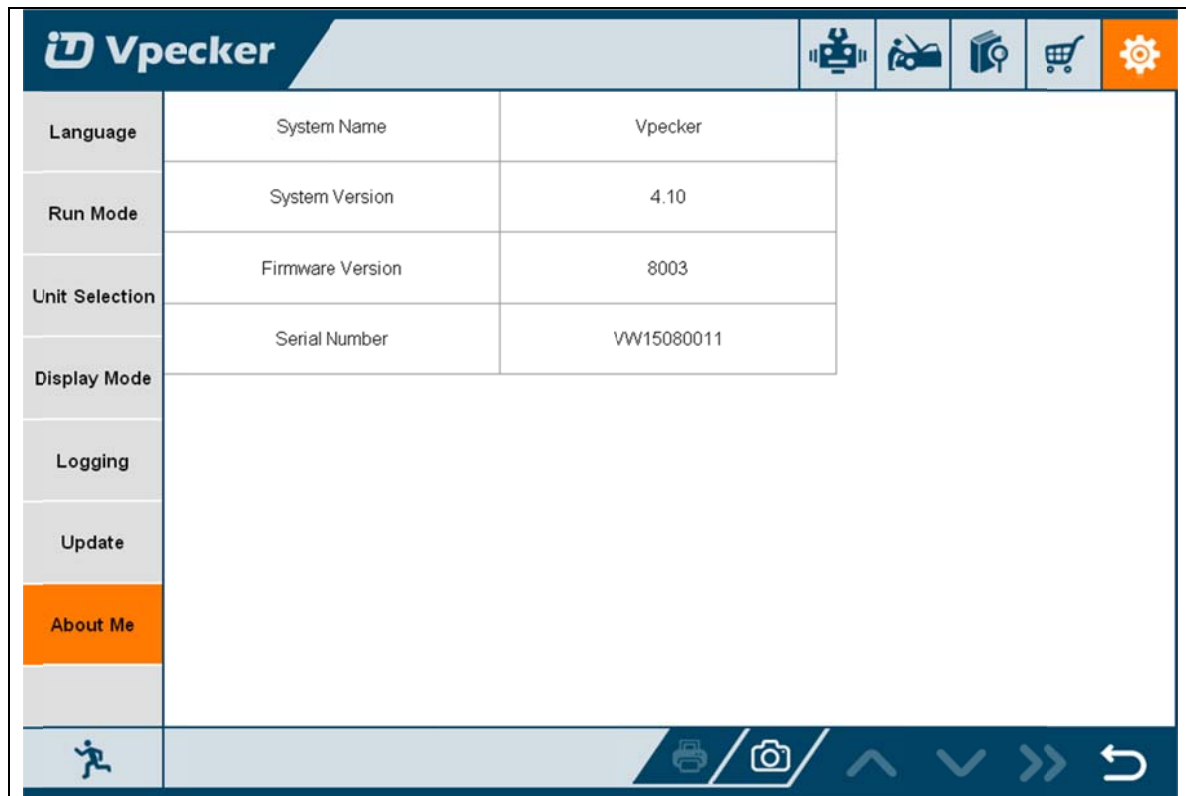 Vpecker
Language
System Name Vpecker
System Version 4.10
Run Mode
Firmware Version 8003
Unit Selection
Serial Number VW15080011
Display Mode
Logging
Update
About Me